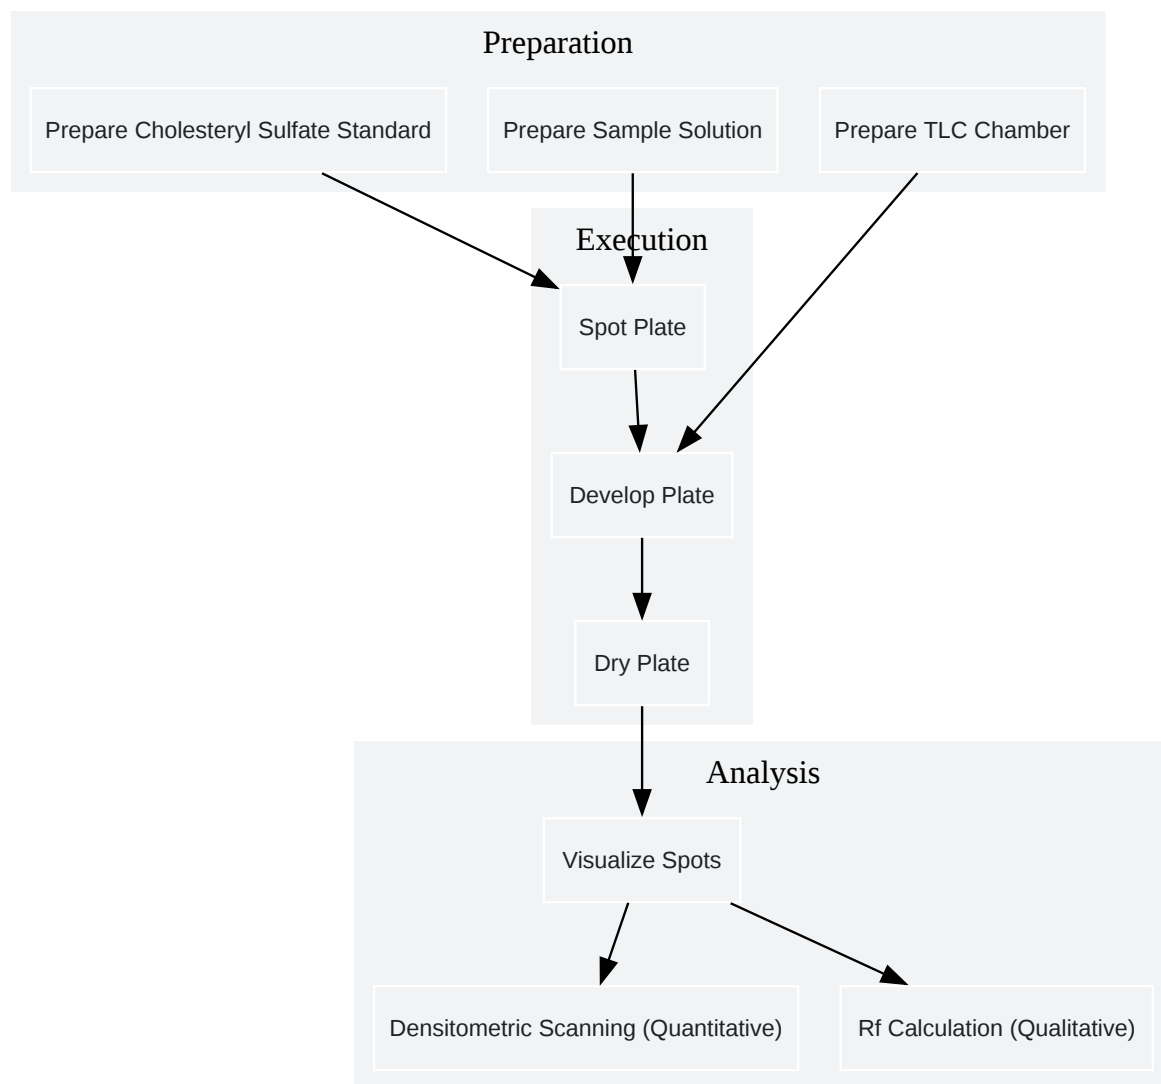 Preparation
Prepare Cholesteryl Sulfate Standard
Prepare Sample Solution
Prepare TLC Chamber
Execution
Spot Plate
Develop Plate
Dry Plate
Analysis
Visualize Spots
Densitometric Scanning (Quantitative)
Rf Calculation (Qualitative)